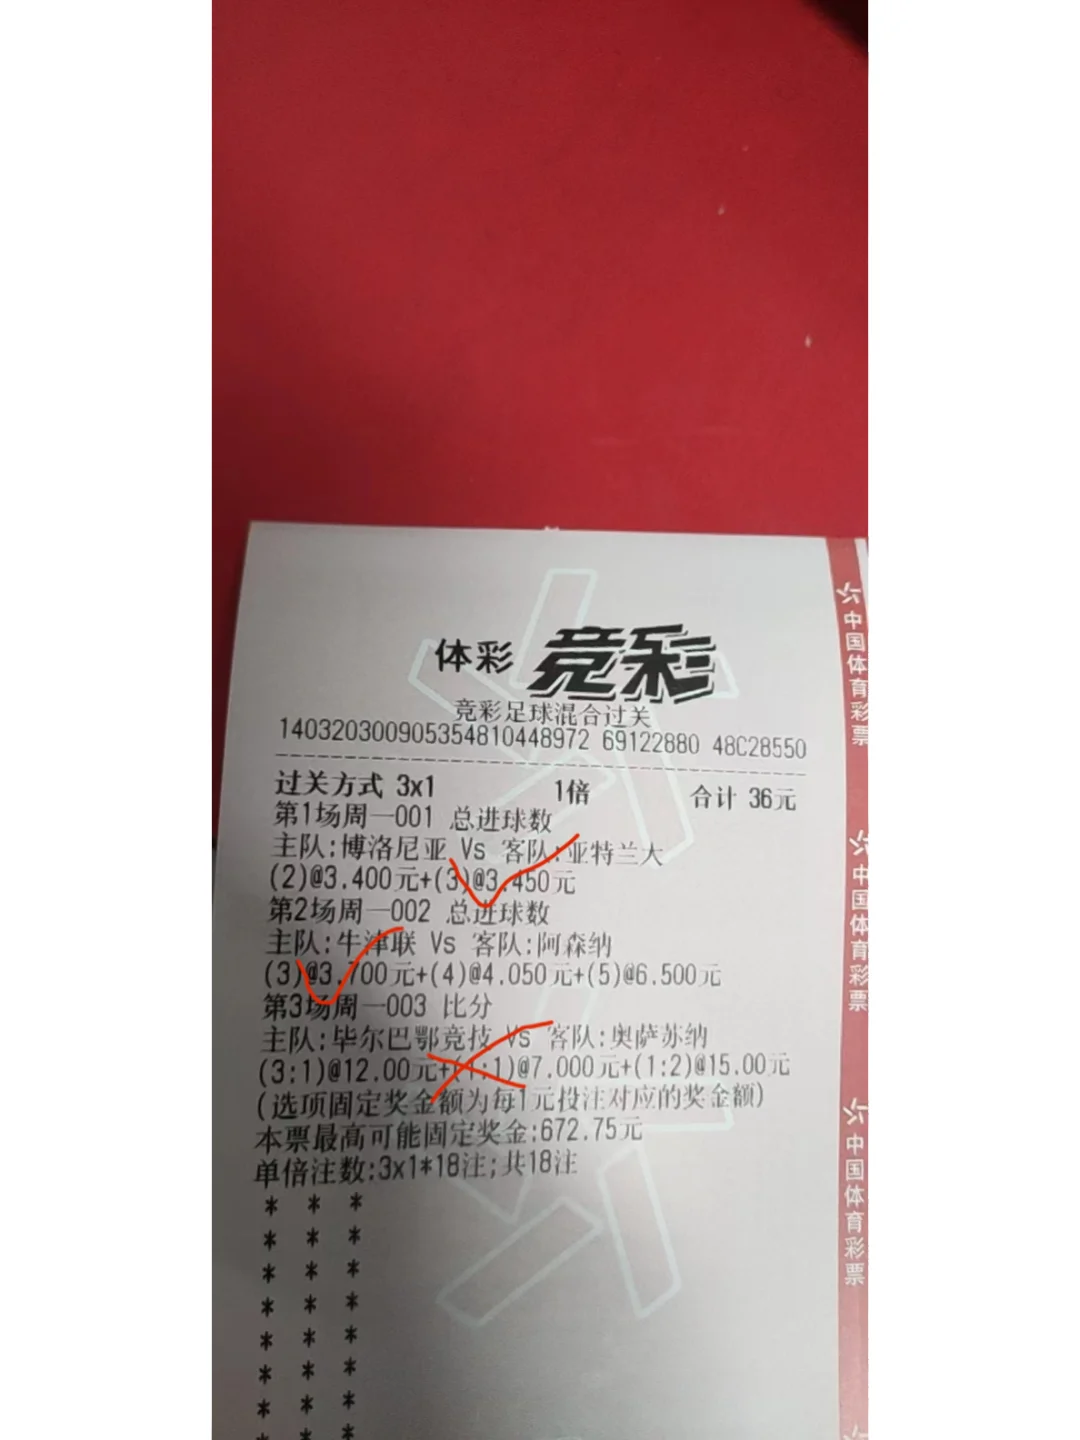 体彩 竞彩
竞彩足球混合过关
140320300905354810448972 69122880 48C28550
过关方式 3x1 1倍 合计 36元
第1场周一001 总进球数
主队:博洛尼亚 Vs 客队:亚特兰大
(2)@3.400元+(3)@3.450元
第2场周一002 总进球数
主队:牛津联 Vs 客队:阿森纳
(3)@3.700元+(4)@4.050元+(5)@6.500元
第3场周一003 比分
主队:毕尔巴鄂竞技 Vs 客队:奥萨苏纳
(3:1)@12.00元+(1:1)@7.000元+(1:2)@15.00元
(选项固定奖金额为每1元投注对应的奖金额)
本票最高可能固定奖金:672.75元
单倍注数:3x1*18注;共18注
* * *
* * *
* * *
* * *
* * *
* * *
* * *
中国体育彩票
中国体育彩票
中国体育彩票